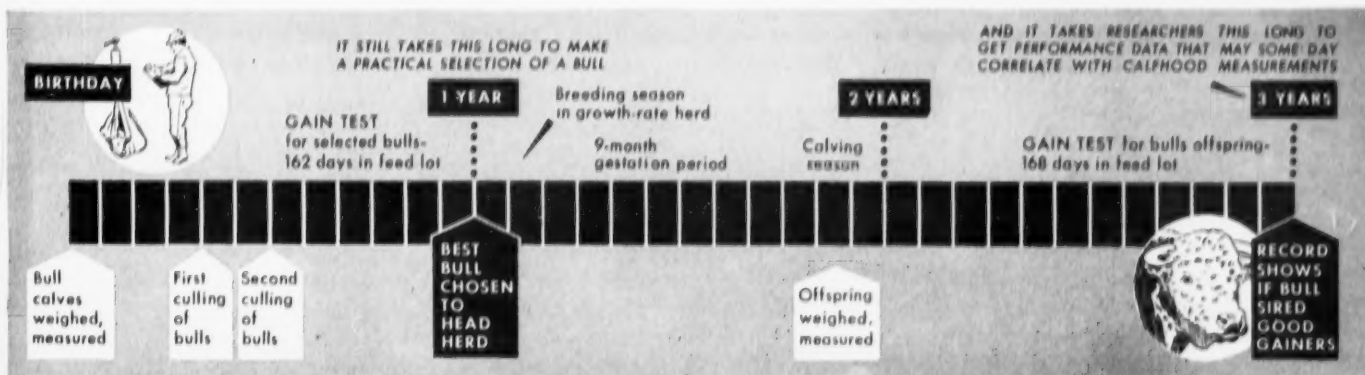 BIRTHDAY
IT STILL TAKES THIS LONG TO MAKE
A PRACTICAL SELECTION OF A BULL
AND IT TAKES RESEARCHERS THIS LONG TO
GET PERFORMANCE DATA THAT MAY SOME DAY
CORRELATE WITH CALFHOOD MEASUREMENTS
1 YEAR
2 YEARS
3 YEARS
GAIN TEST
for selected bulls-
162 days in feed lot
Breeding season
in growth-rate herd
9-month
gestation period
Calving
season
GAIN TEST for bulls offspring-
168 days in feed lot
Bull
calves
weighed,
measured
First
culling
of
bulls
Second
culling
of
bulls
BEST
BULL
CHOSEN
TO
HEAD
HERD
Offspring
weighed,
measured
RECORD
SHOWS
IF BULL
SIRED
GOOD
GAINERS